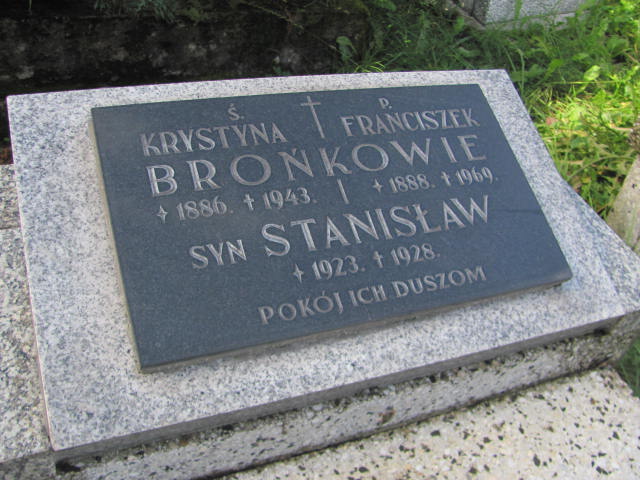 Ś. † P.
KRYSTYNA FRANCISZEK
BROŃKOWIE
+ 1886. + 1943. + 1888. + 1969.
SYN STANISŁAW
+ 1923. + 1928.
POKÓJ ICH DUSZOM